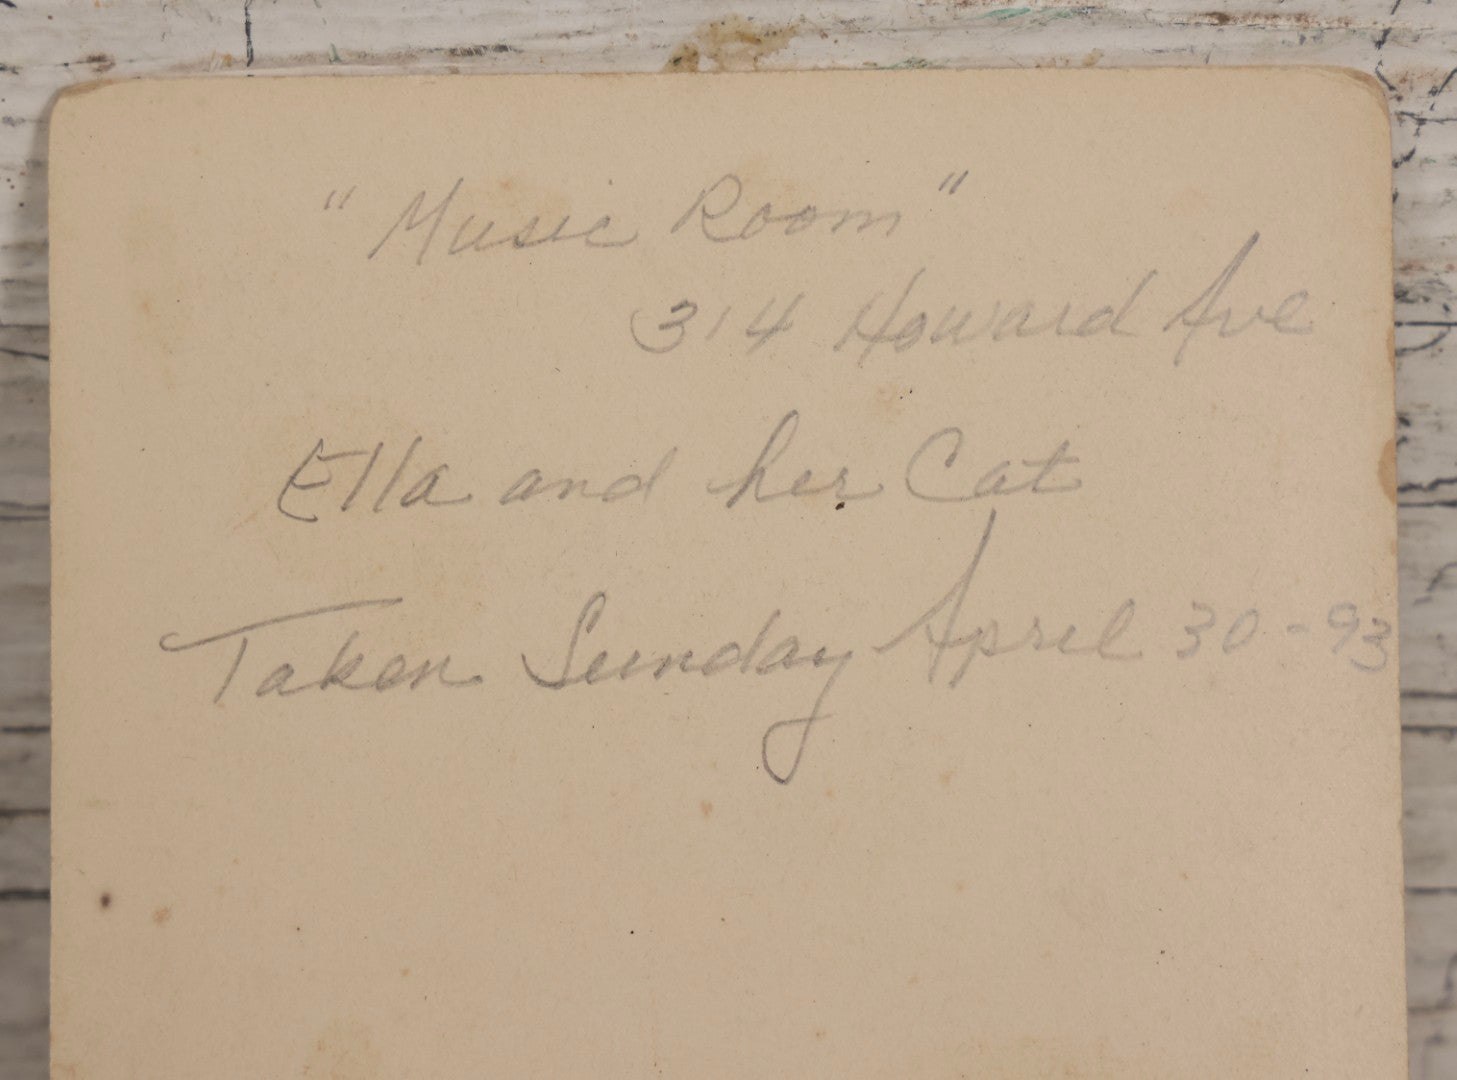 "Music Room"
314 Howard Ave
Ella and her Cat
Taken Sunday April 30-93